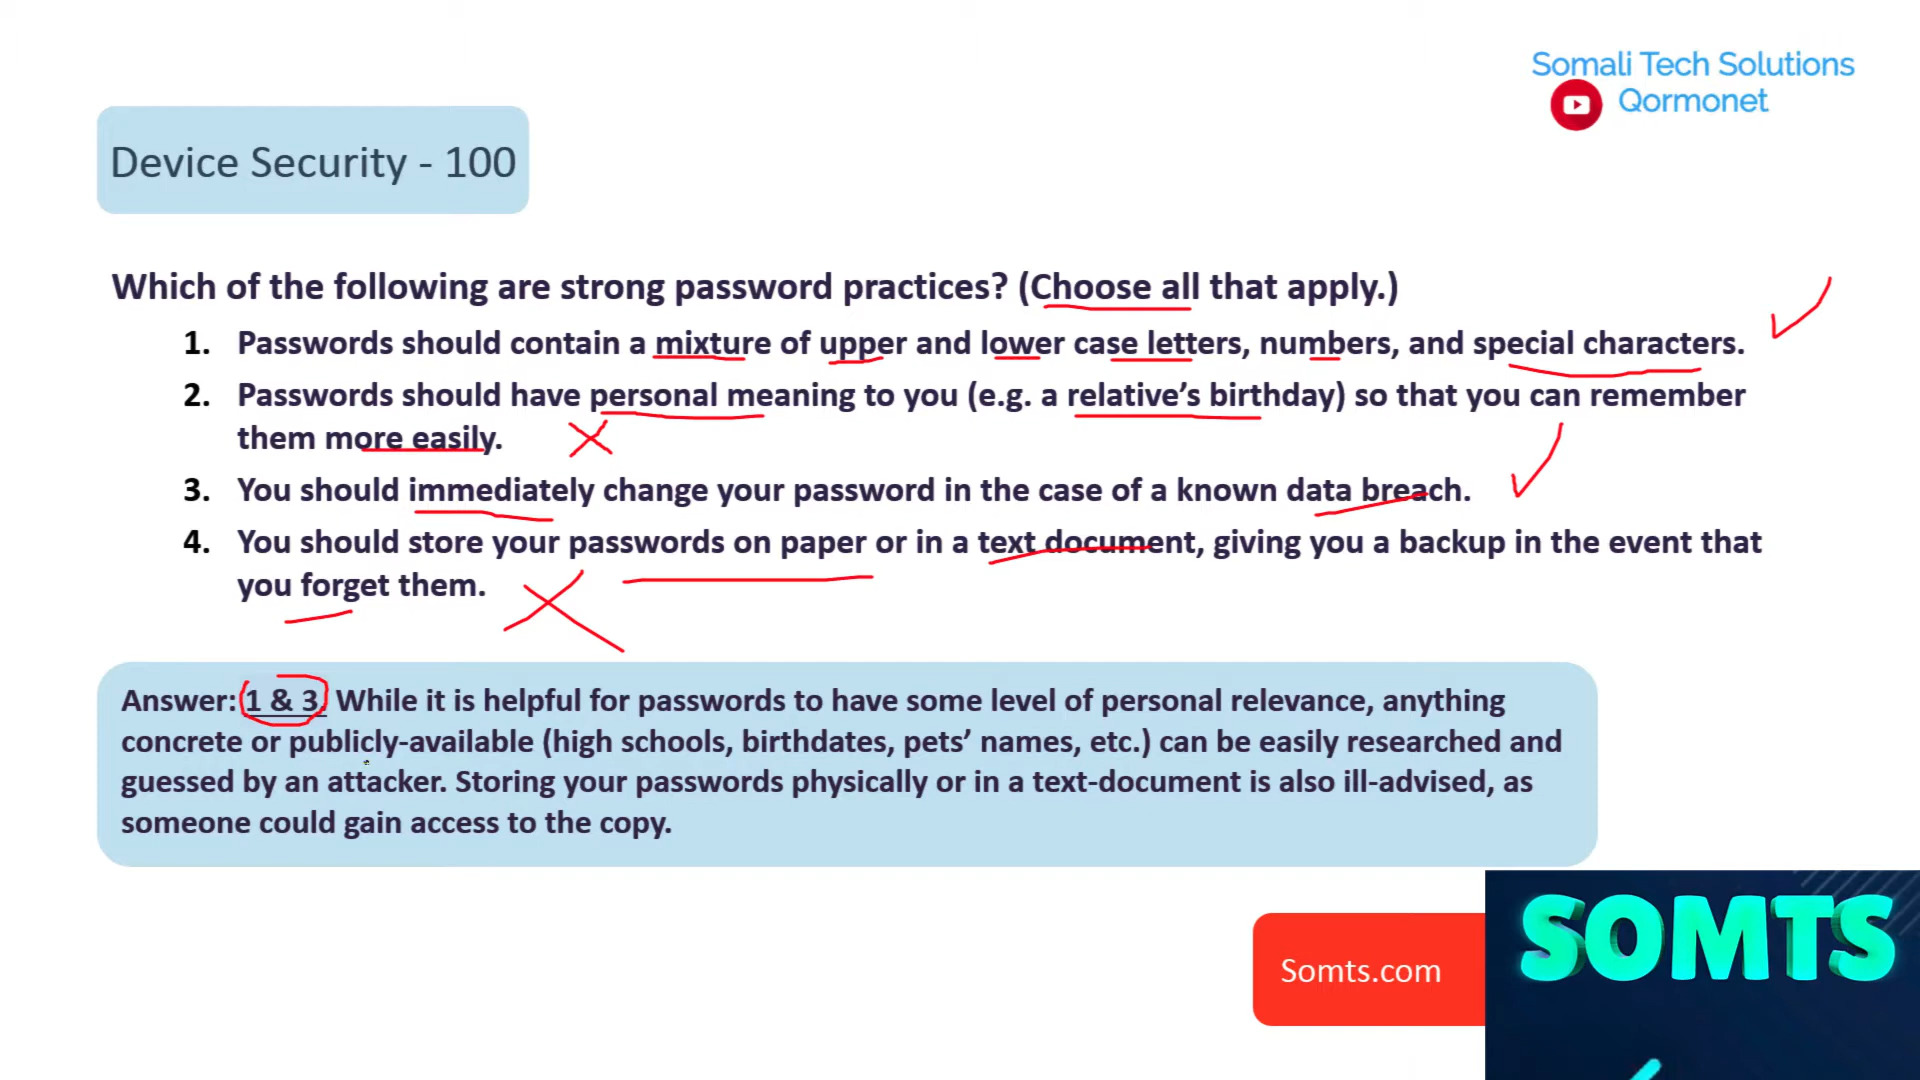 Somali Tech Solutions
Qormonet
Device Security - 100
Which of the following are strong password practices? (Choose all that apply.)
1. Passwords should contain a mixture of upper and lower case letters, numbers, and special characters.
2. Passwords should have personal meaning to you (e.g. a relative's birthday) so that you can remember
them more easily.
3. You should immediately change your password in the case of a known data breach.
4. You should store your passwords on paper or in a text document, giving you a backup in the event that
you forget them.
Answer: 1 & 3. While it is helpful for passwords to have some level of personal relevance, anything
concrete or publicly-available (high schools, birthdates, pets' names, etc.) can be easily researched and
guessed by an attacker. Storing your passwords physically or in a text-document is also ill-advised, as
someone could gain access to the copy.
Somts.com
SOMTS